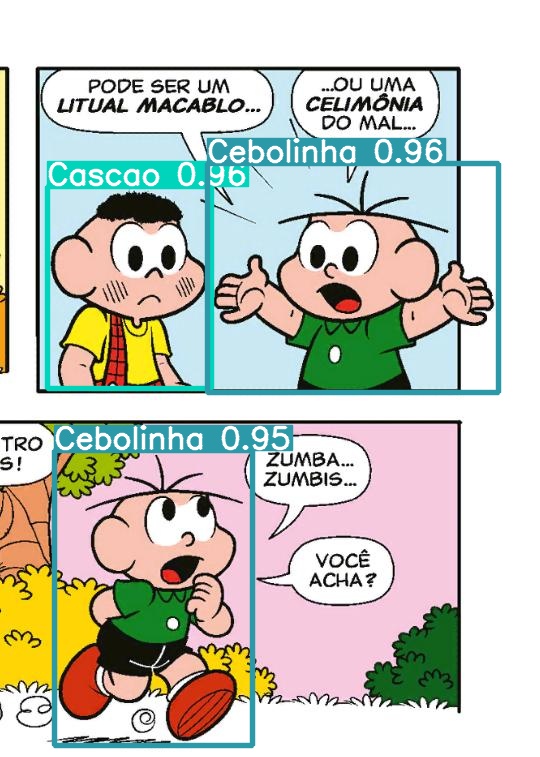 PODE SER UM
LITUAL MACABLO...
...OU UMA
CELIMÔNIA
DO MAL...
Cebolinha 0.96
Cascao 0.96
TRO
S!
Cebolinha 0.95
ZUMBA...
ZUMBIS...
VOCÊ
ACHA?